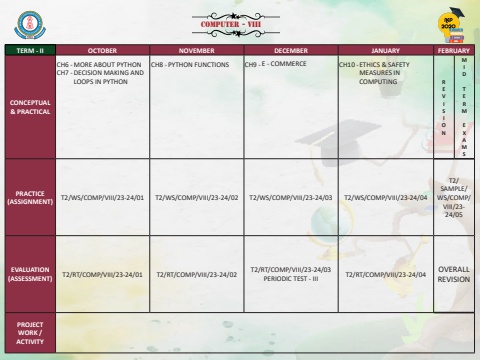 COMPUTER - VIII
NEP
2020
TERM - II
OCTOBER
NOVEMBER
DECEMBER
JANUARY
FEBRUARY
CONCEPTUAL
& PRACTICAL
CH6 - MORE ABOUT PYTHON
CH7 - DECISION MAKING AND
LOOPS IN PYTHON
CH8 - PYTHON FUNCTIONS
CH9 . E - COMMERCE
CH10 - ETHICS & SAFETY
MEASURES IN
COMPUTING
REVISION
MID TERM EXAMS
PRACTICE
(ASSIGNMENT)
T2/WS/COMP/VIII/23-24/01
T2/WS/COMP/VIII/23-24/02
T2/WS/COMP/VIII/23-24/03
T2/WS/COMP/VIII/23-24/04
T2/
SAMPLE/
WS/COMP/
VIII/23-
24/05
EVALUATION
(ASSESSMENT)
T2/RT/COMP/VIII/23-24/01
T2/RT/COMP/VIII/23-24/02
T2/RT/COMP/VIII/23-24/03
PERIODIC TEST - III
T2/RT/COMP/VIII/23-24/04
OVERALL
REVISION
PROJECT
WORK /
ACTIVITY